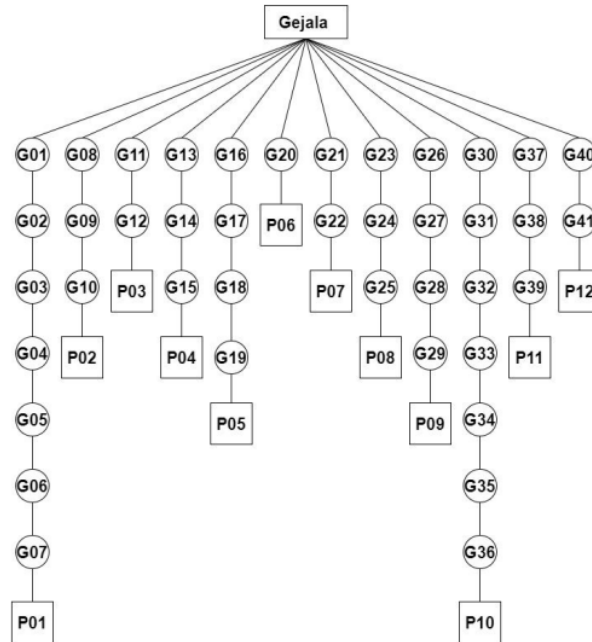 Gejala
G01 G08 G11 G13 G16 G20 G21 G23 G26 G30 G37 G40
G02 G09 G12 G14 G17 P06 G22 G24 G27 G31 G38 G41
G03 G10 P03 G15 G18 P07 G25 G28 G32 G39 P12
G04 P02 P04 G19 P08 G29 G33 P11
G05 P05 P09 G34
G06 G35
G07 G36
P01 P10